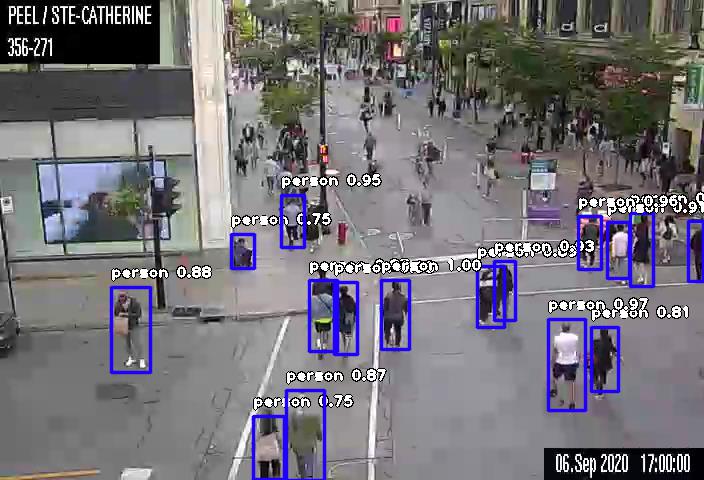 PEEL / STE-CATHERINE
356-271
person 0.95
person 0.75
person 0.88
1.00
person 0.97
person 0.81
person 0.87
person 0.75
06.Sep 2020 17:00:00